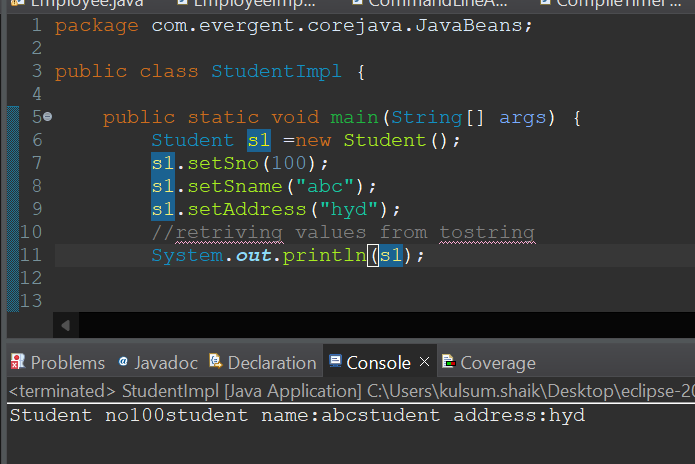 Employee.java EmployeeImp... CommandLineA... CompileTimeP...
1 package com.evergent.corejava.JavaBeans;
2
3 public class StudentImpl {
4
5 public static void main(String[] args) {
6 Student s1 =new Student();
7 s1.setSno(100);
8 s1.setSname("abc");
9 s1.setAddress("hyd");
10 //retriving values from tostring
11 System.out.println(s1);
12
13
Problems @ Javadoc Declaration Console × Coverage
<terminated> StudentImpl [Java Application] C:\Users\kulsum.shaik\Desktop\eclipse-20
Student no100student name:abcstudent address:hyd